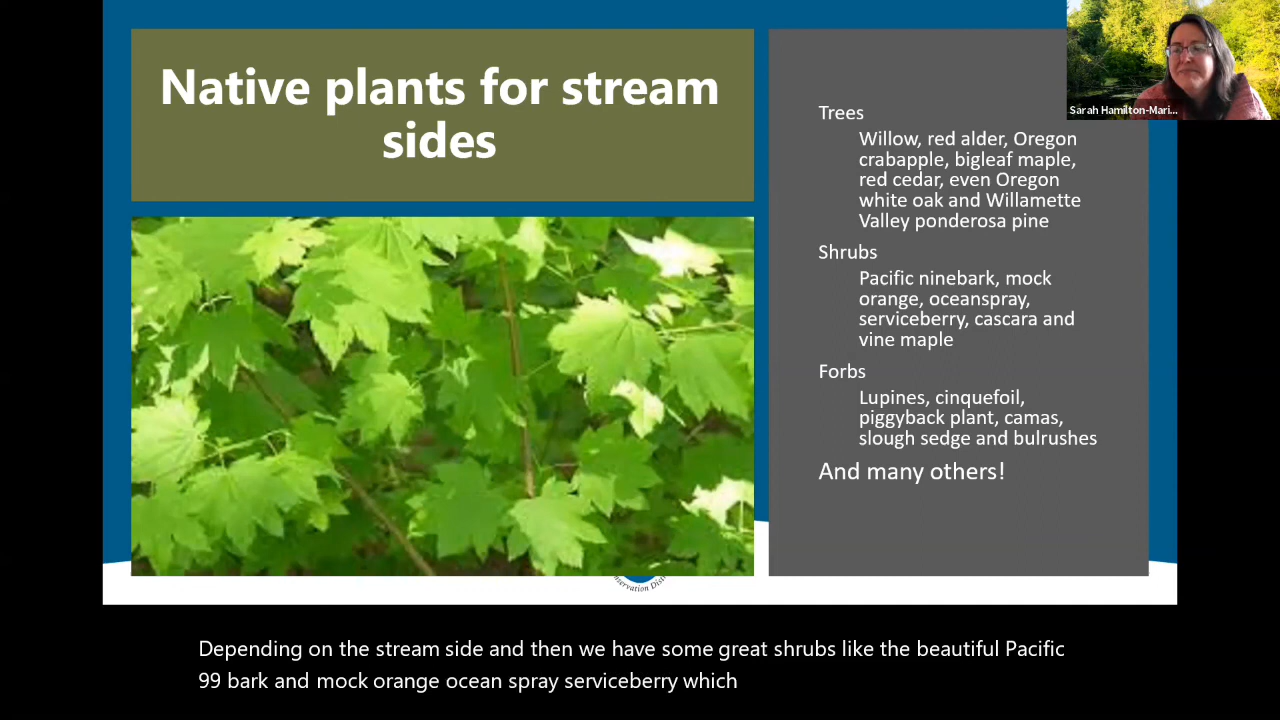 Native plants for stream
sides
Sarah Hamilton-Mari...
Trees
Willow, red alder, Oregon
crabapple, bigleaf maple,
red cedar, even Oregon
white oak and Willamette
Valley ponderosa pine
Shrubs
Pacific ninebark, mock
orange, oceanspray,
serviceberry, cascara and
vine maple
Forbs
Lupines, cinquefoil,
piggyback plant, camas,
slough sedge and bulrushes
And many others!
Depending on the stream side and then we have some great shrubs like the beautiful Pacific
99 bark and mock orange ocean spray serviceberry which